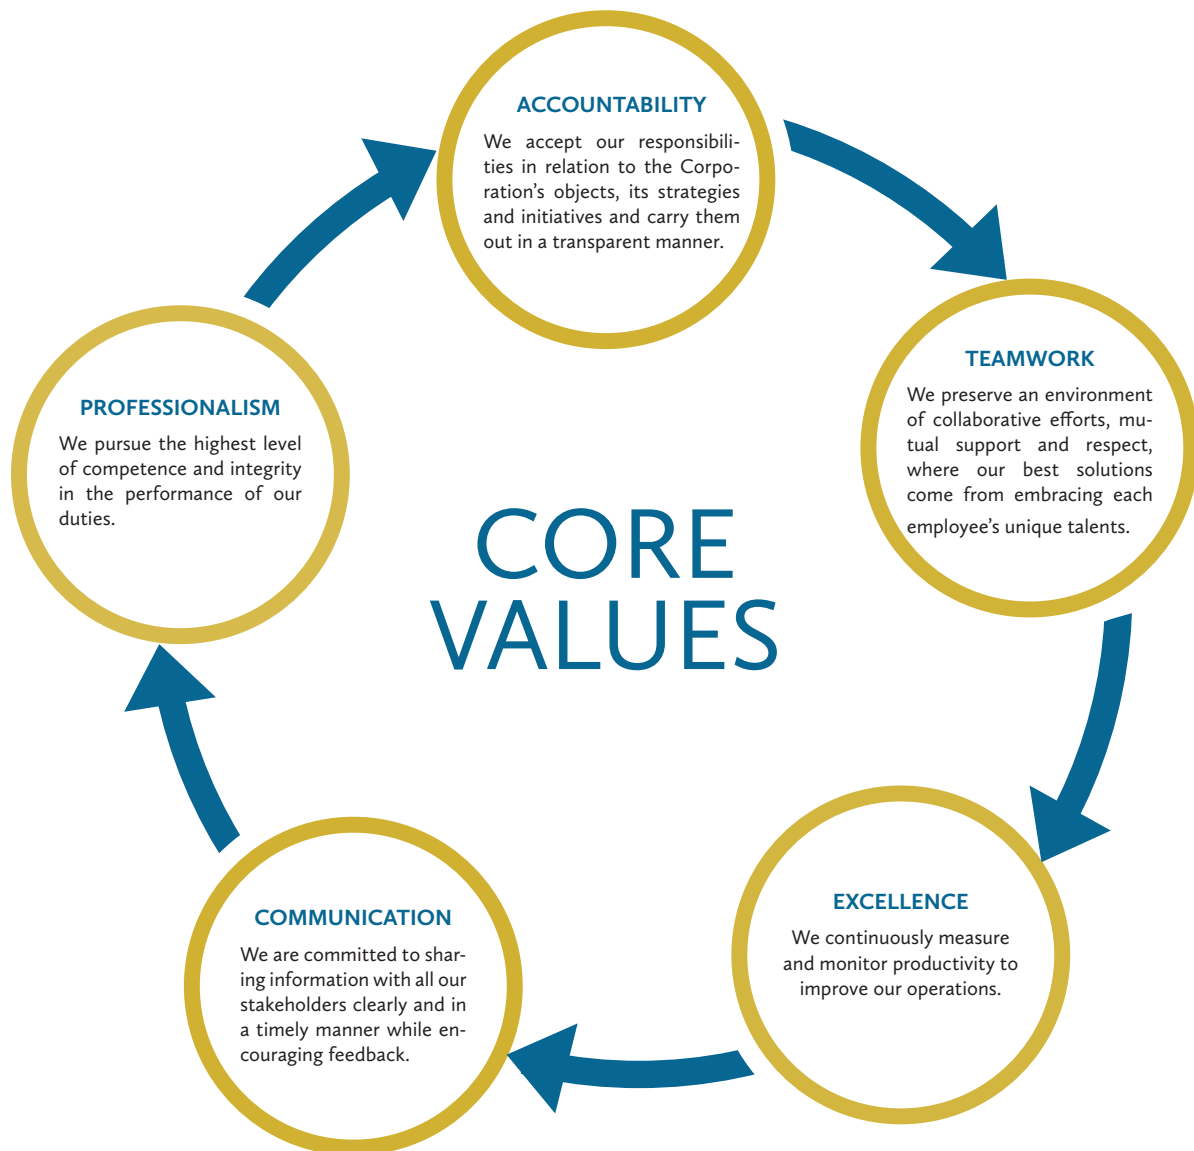 ACCOUNTABILITY
We accept our responsibili-
ties in relation to the Corpo-
ration's objects, its strategies
and initiatives and carry them
out in a transparent manner.
TEAMWORK
We preserve an environment
of collaborative efforts, mu-
tual support and respect,
where our best solutions
come from embracing each
employee's unique talents.
PROFESSIONALISM
We pursue the highest level
of competence and integrity
in the performance of our
duties.
CORE
VALUES
EXCELLENCE
We continuously measure
and monitor productivity to
improve our operations.
COMMUNICATION
We are committed to shar-
ing information with all our
stakeholders clearly and in
a timely manner while en-
couraging feedback.